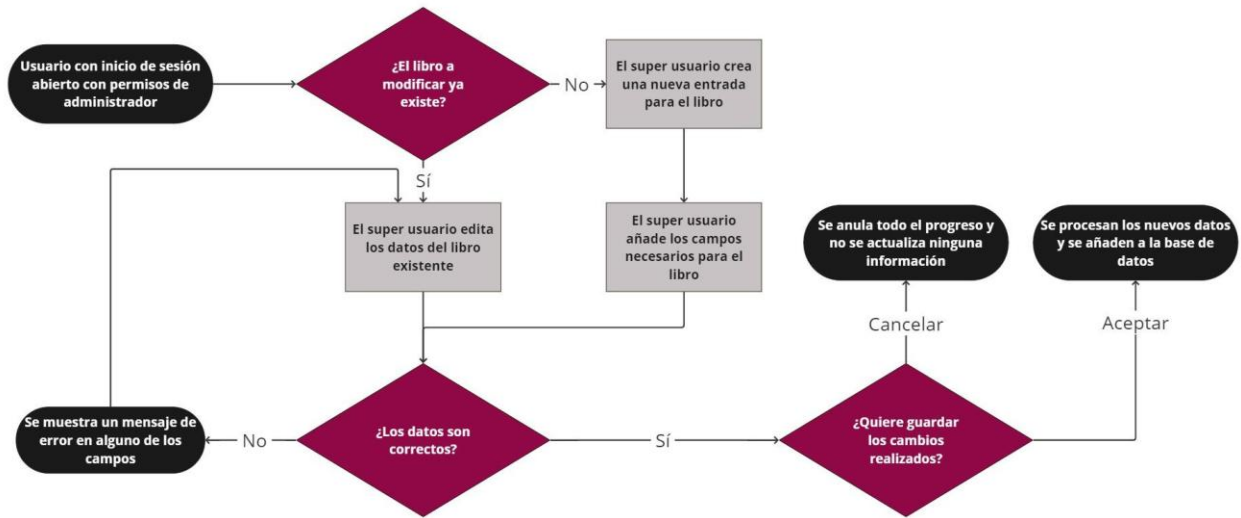 Usuario con inicio de sesión
abierto con permisos de
administrador
¿El libro a
modificar ya
existe?
No
El super usuario crea
una nueva entrada
para el libro
Sí
El super usuario edita
los datos del libro
existente
El super usuario
añade los campos
necesarios para el
libro
Se anula todo el progreso y
no se actualiza ninguna
información
Se procesan los nuevos datos
y se añaden a la base de
datos
Cancelar
Aceptar
Se muestra un mensaje de
error en alguno de los
campos
No
¿Los datos son
correctos?
Sí
¿Quiere guardar
los cambios
realizados?